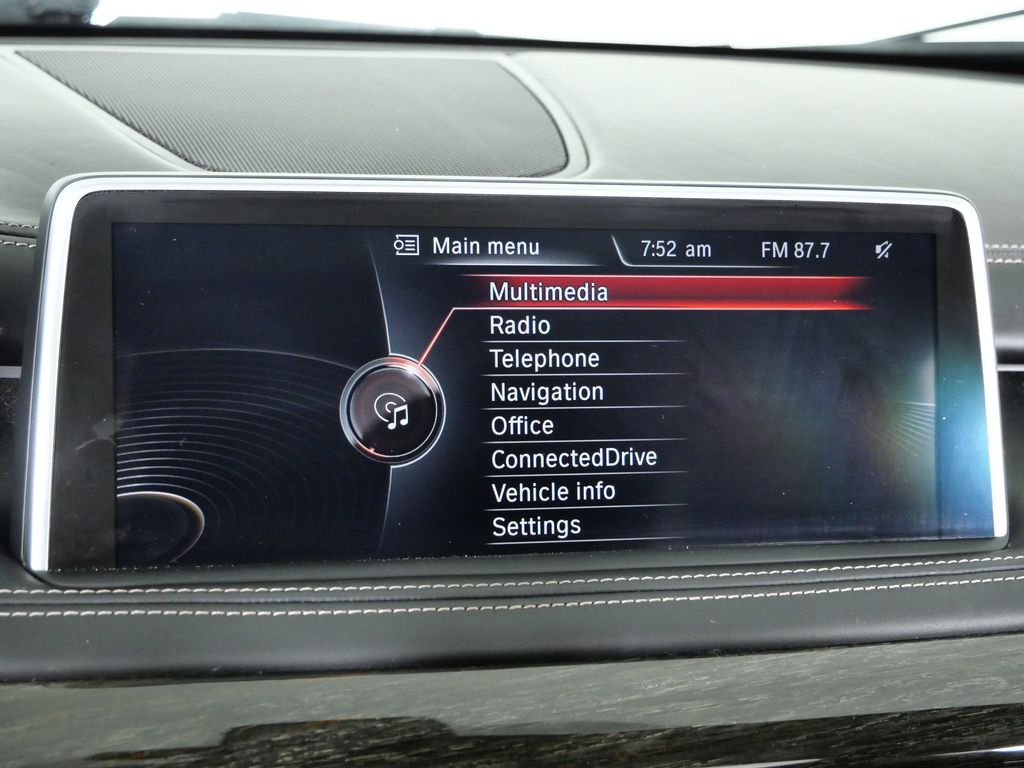 Main menu 7:52 am FM 87.7
Multimedia
Radio
Telephone
Navigation
Office
ConnectedDrive
Vehicle info
Settings